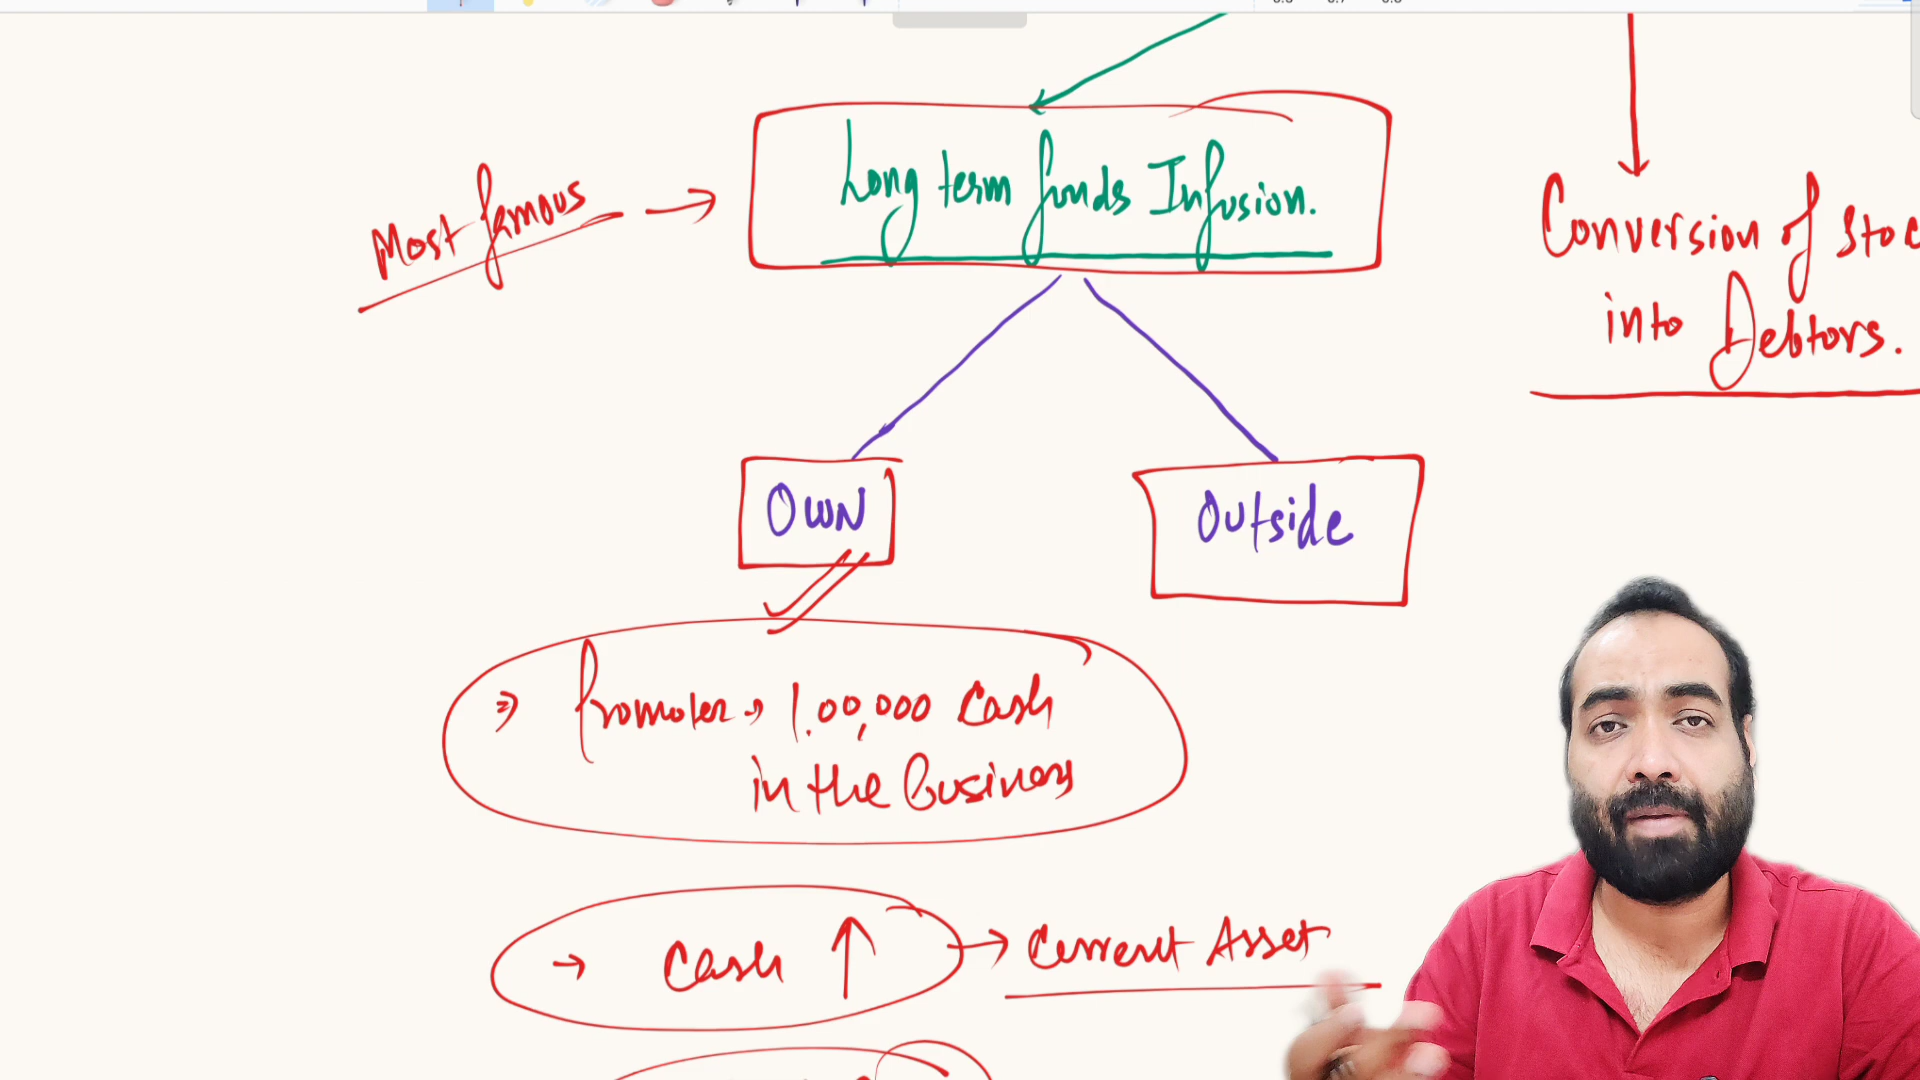 Most famous →
Long term funds Infusion.
Conversion of Stoc
into Debtors.
OWN
Outside
⇒ Promoter → 1,00,000 Cash
in the Business
→ Cash ↑ → Current Asset